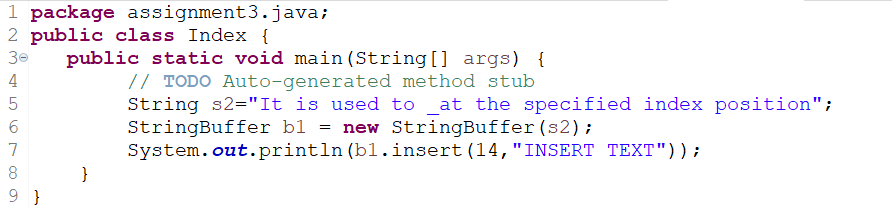 1 package assignment3.java;
2 public class Index {
3 public static void main(String[] args) {
4 // TODO Auto-generated method stub
5 String s2="It is used to _at the specified index position";
6 StringBuffer b1 = new StringBuffer(s2);
7 System.out.println(b1.insert(14,"INSERT TEXT"));
8 }
9 }